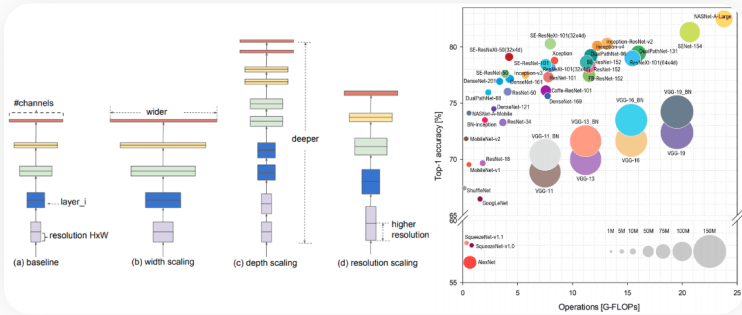 #channels
wider
deeper
layer_i
resolution HxW
higher
resolution
(a) baseline
(b) width scaling
(c) depth scaling
(d) resolution scaling
Top-1 accuracy [%]
80
75
70
65
60
55
0
5
10
15
20
25
Operations [G-FLOPs]
NASNet-A-Large
SENet-154
SE-ResNeXt-101(32x4d)
Inception-ResNet-v2
Inception-v4
SE-ResNeXt-50(32x4d)
Xception
DualPathNet-131
DualPathNet-98
SE-ResNet-101
SE-ResNet-152
ResNeXt-101(32x4d)
ResNeXt-101(64x4d)
ResNet-152
SE-ResNet-50
Inception-v3
ResNet-101
FB-ResNet-152
DenseNet-201
DenseNet-161
DualPathNet-68
ResNet-50
Caffe-ResNet-101
DenseNet-169
DenseNet-121
NASNet-A-Mobile
BN-Inception
ResNet-34
VGG-19_BN
VGG-16_BN
VGG-13_BN
VGG-11_BN
MobileNet-v2
ResNet-18
MobileNet-v1
VGG-19
VGG-16
VGG-13
VGG-11
ShuffleNet
GoogLeNet
SqueezeNet-v1.1
SqueezeNet-v1.0
AlexNet
1M
5M
10M
50M
75M
100M
150M